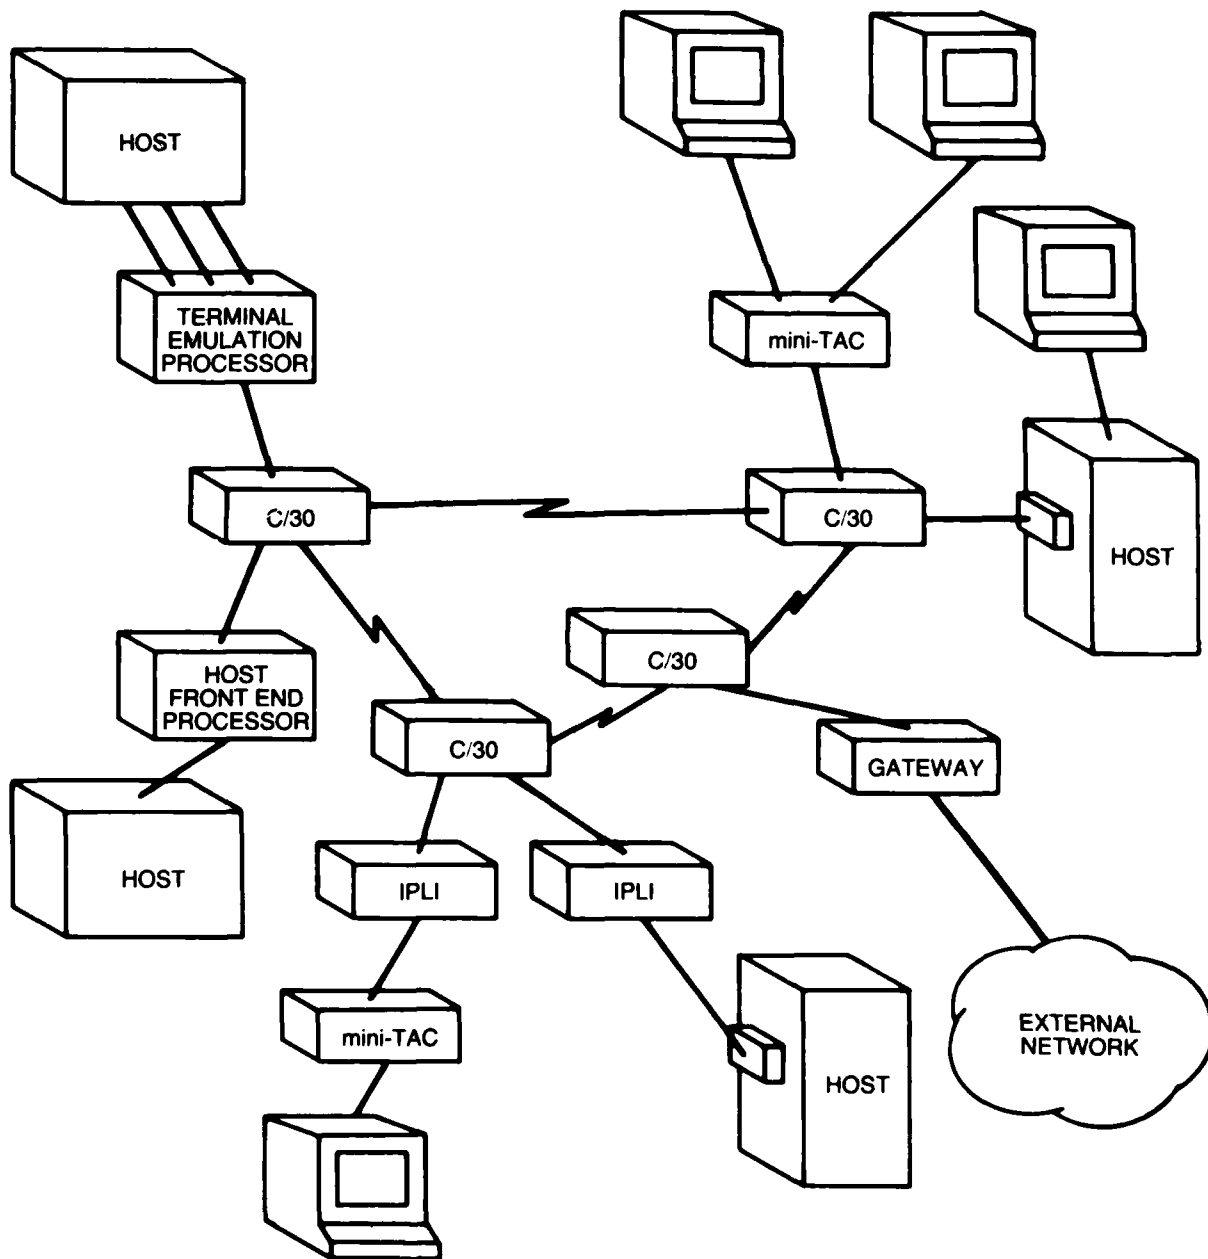 HOST
TERMINAL
EMULATION
PROCESSOR
mini-TAC
C/30
C/30
HOST
C/30
HOST
FRONT END
PROCESSOR
C/30
GATEWAY
HOST
IPLI
IPLI
EXTERNAL
NETWORK
mini-TAC
HOST